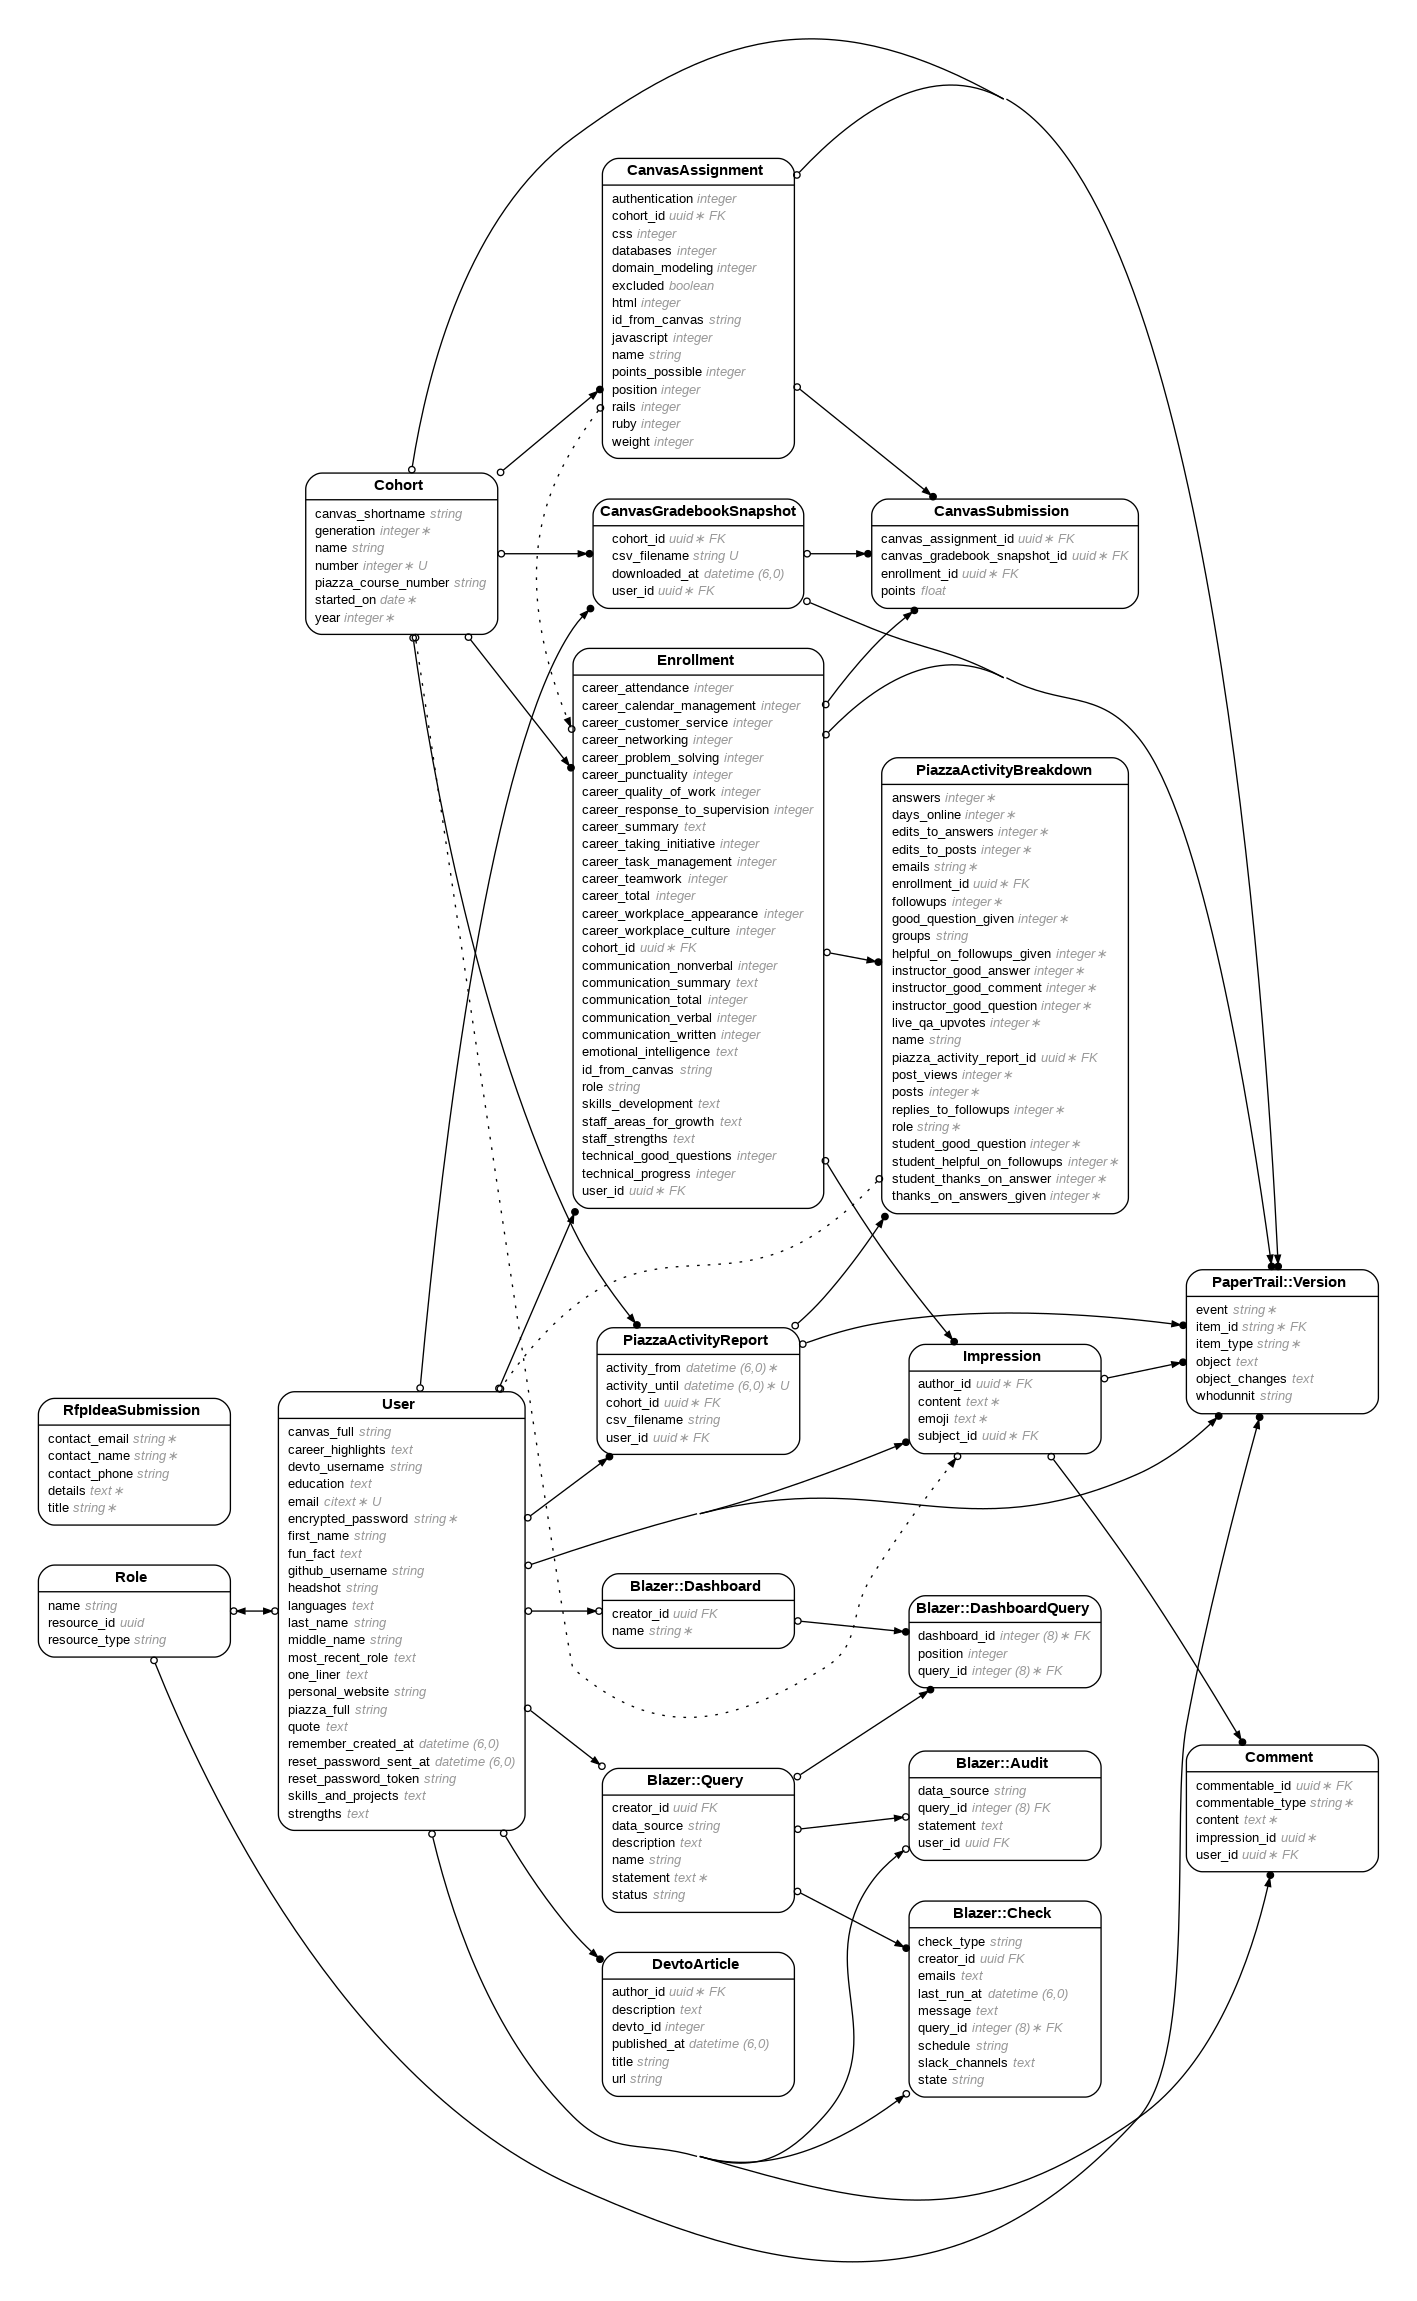 CanvasAssignment
authentication integer
cohort_id uuid∗ FK
css integer
databases integer
domain_modeling integer
excluded boolean
html integer
id_from_canvas string
javascript integer
name string
points_possible integer
position integer
rails integer
ruby integer
weight integer
Cohort
canvas_shortname string
generation integer∗
name string
number integer∗ U
piazza_course_number string
started_on date∗
year integer∗
CanvasGradebookSnapshot
cohort_id uuid∗ FK
csv_filename string U
downloaded_at datetime (6,0)
user_id uuid∗ FK
CanvasSubmission
canvas_assignment_id uuid∗ FK
canvas_gradebook_snapshot_id uuid∗ FK
enrollment_id uuid∗ FK
points float
Enrollment
career_attendance integer
career_calendar_management integer
career_customer_service integer
career_networking integer
career_problem_solving integer
career_punctuality integer
career_quality_of_work integer
career_response_to_supervision integer
career_summary text
career_taking_initiative integer
career_task_management integer
career_teamwork integer
career_total integer
career_workplace_appearance integer
career_workplace_culture integer
cohort_id uuid∗ FK
communication_nonverbal integer
communication_summary text
communication_total integer
communication_verbal integer
communication_written integer
emotional_intelligence text
id_from_canvas string
role string
skills_development text
staff_areas_for_growth text
staff_strengths text
technical_good_questions integer
technical_progress integer
user_id uuid∗ FK
PiazzaActivityBreakdown
answers integer∗
days_online integer∗
edits_to_answers integer∗
edits_to_posts integer∗
emails string∗
enrollment_id uuid∗ FK
followups integer∗
good_question_given integer∗
groups string
helpful_on_followups_given integer∗
instructor_good_answer integer∗
instructor_good_comment integer∗
instructor_good_question integer∗
live_qa_upvotes integer∗
name string
piazza_activity_report_id uuid∗ FK
post_views integer∗
posts integer∗
replies_to_followups integer∗
role string∗
student_good_question integer∗
student_helpful_on_followups integer∗
student_thanks_on_answer integer∗
thanks_on_answers_given integer∗
PaperTrail::Version
event string∗
item_id string∗ FK
item_type string∗
object text
object_changes text
whodunnit string
PiazzaActivityReport
activity_from datetime (6,0)∗
activity_until datetime (6,0)∗ U
cohort_id uuid∗ FK
csv_filename string
user_id uuid∗ FK
Impression
author_id uuid∗ FK
content text∗
emoji text∗
subject_id uuid∗ FK
RfpIdeaSubmission
contact_email string∗
contact_name string∗
contact_phone string
details text∗
title string∗
User
canvas_full string
career_highlights text
devto_username string
education text
email citext∗ U
encrypted_password string∗
first_name string
fun_fact text
github_username string
headshot string
languages text
last_name string
middle_name string
most_recent_role text
one_liner text
personal_website string
piazza_full string
quote text
remember_created_at datetime (6,0)
reset_password_sent_at datetime (6,0)
reset_password_token string
skills_and_projects text
strengths text
Role
name string
resource_id uuid
resource_type string
Blazer::Dashboard
creator_id uuid FK
name string∗
Blazer::DashboardQuery
dashboard_id integer (8)∗ FK
position integer
query_id integer (8)∗ FK
Blazer::Query
creator_id uuid FK
data_source string
description text
name string
statement text∗
status string
Blazer::Audit
data_source string
query_id integer (8) FK
statement text
user_id uuid FK
Comment
commentable_id uuid∗ FK
commentable_type string∗
content text∗
impression_id uuid∗
user_id uuid∗ FK
Blazer::Check
check_type string
creator_id uuid FK
emails text
last_run_at datetime (6,0)
message text
query_id integer (8)∗ FK
schedule string
slack_channels text
state string
DevtoArticle
author_id uuid∗ FK
description text
devto_id integer
published_at datetime (6,0)
title string
url string